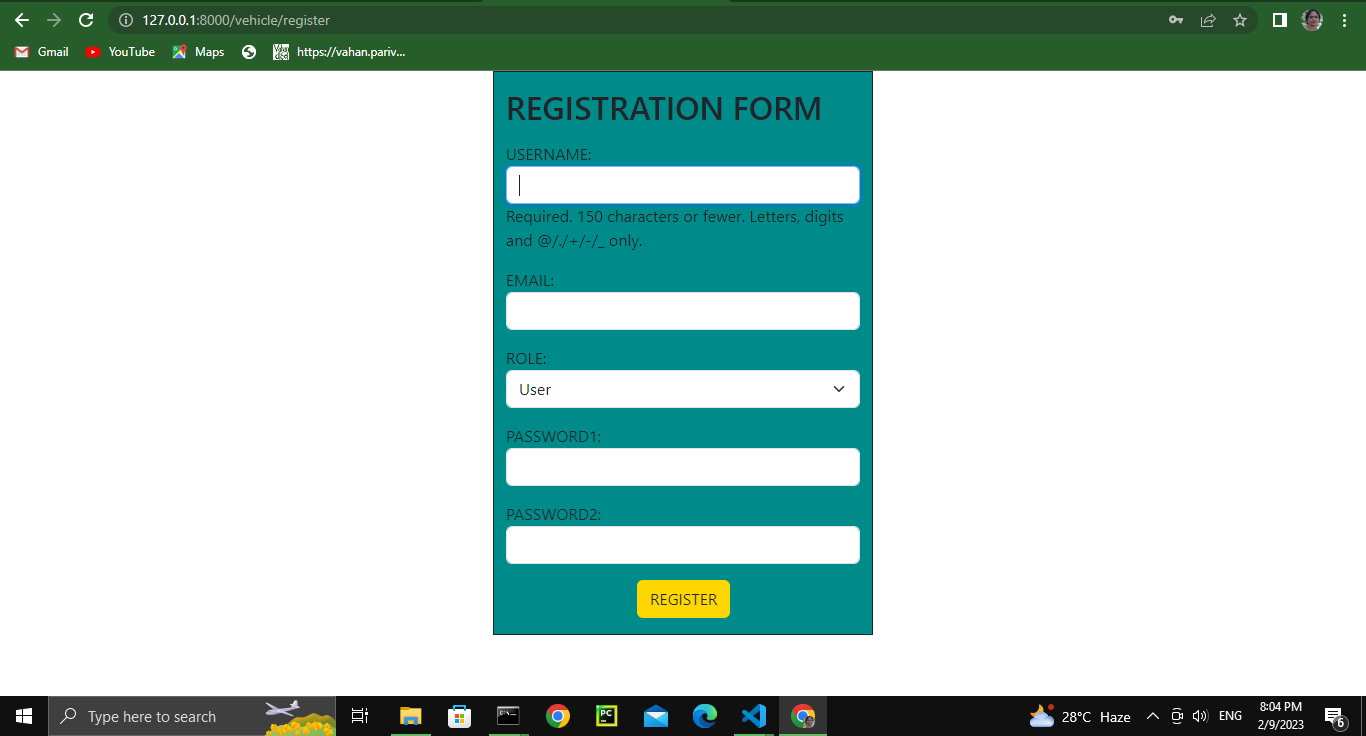 127.0.0.1:8000/vehicle/register
Gmail YouTube Maps https://vahan.pariv...
REGISTRATION FORM
USERNAME:
Required. 150 characters or fewer. Letters, digits
and @/./+/-/_ only.
EMAIL:
ROLE:
User
PASSWORD1:
PASSWORD2:
REGISTER
Type here to search
PC
28°C Haze
ENG
8:04 PM
2/9/2023
6